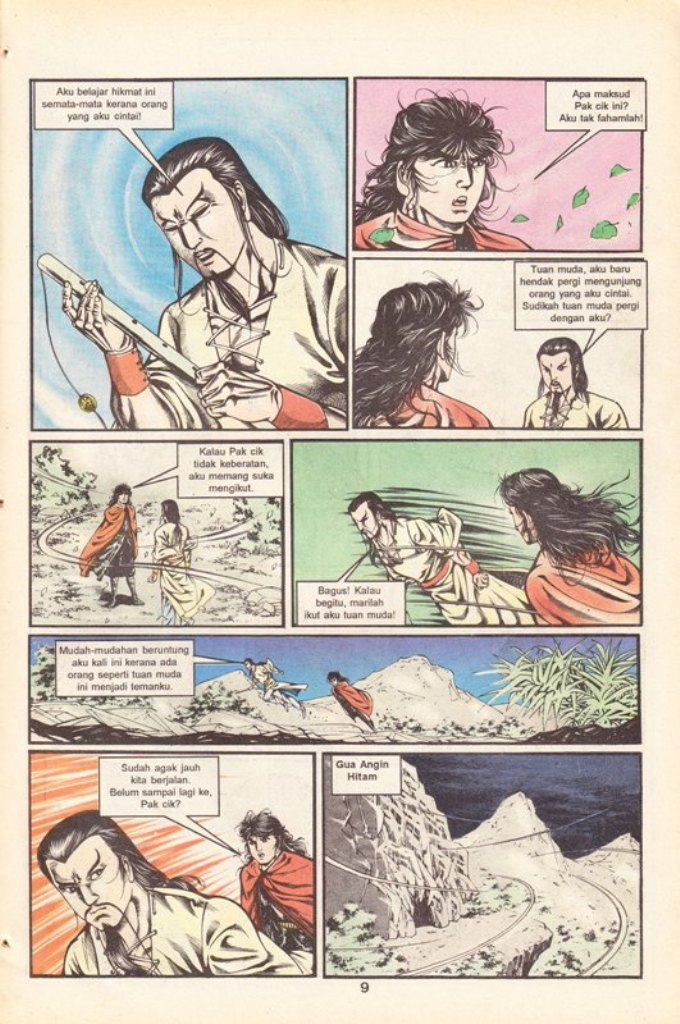 Aku belajar hikmat ini
semata-mata kerana orang
yang aku cintai!
Apa maksud
Pak cik ini?
Aku tak fahamlah!
Tuan muda, aku baru
hendak pergi mengunjung
orang yang aku cintai.
Sudikah tuan muda pergi
dengan aku?
Kalau Pak cik
tidak keberatan,
aku memang suka
mengikut.
Bagus! Kalau
begitu, marilah
ikut aku tuan muda!
Mudah-mudahan beruntung
aku kali ini kerana ada
orang seperti tuan muda
ini menjadi temanku.
Sudah agak jauh
kita berjalan.
Belum sampai lagi ke,
Pak cik?
Gua Angin
Hitam
9